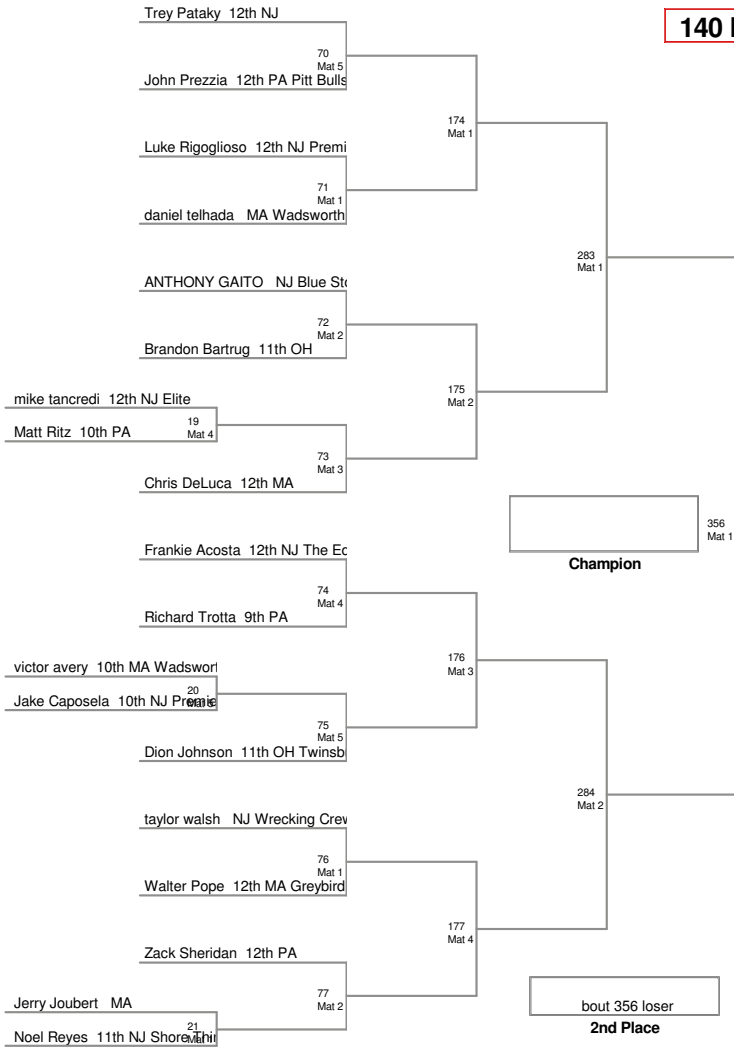 Trey Pataky 12th NJ
140
70
Mat 5
John Prezzia 12th PA Pitt Bulls
174
Mat 1
Luke Rigoglioso 12th NJ Premi
71
Mat 1
daniel telhada MA Wadsworth
283
Mat 1
ANTHONY GAITO NJ Blue
72
Mat 2
Brandon Bartrug 11th OH
175
Mat 2
mike tancredi 12th NJ Elite
19
Mat 4
Matt Ritz 10th PA
73
Mat 3
Chris DeLuca 12th MA
356
Mat 1
Champion
Frankie Acosta 12th NJ The
74
Mat 4
Richard Trotta 9th PA
176
Mat 3
victor avery 10th MA
20
Jake Caposela 10th NJ Premie
75
Mat 5
Dion Johnson 11th OH Twinsb
284
Mat 2
taylor walsh NJ Wrecking Crew
76
Mat 1
Walter Pope 12th MA Greybird
177
Mat 4
Zack Sheridan 12th PA
77
Mat 2
Jerry Joubert MA
21
Noel Reyes 11th NJ Shore
bout 356 loser
2nd Place